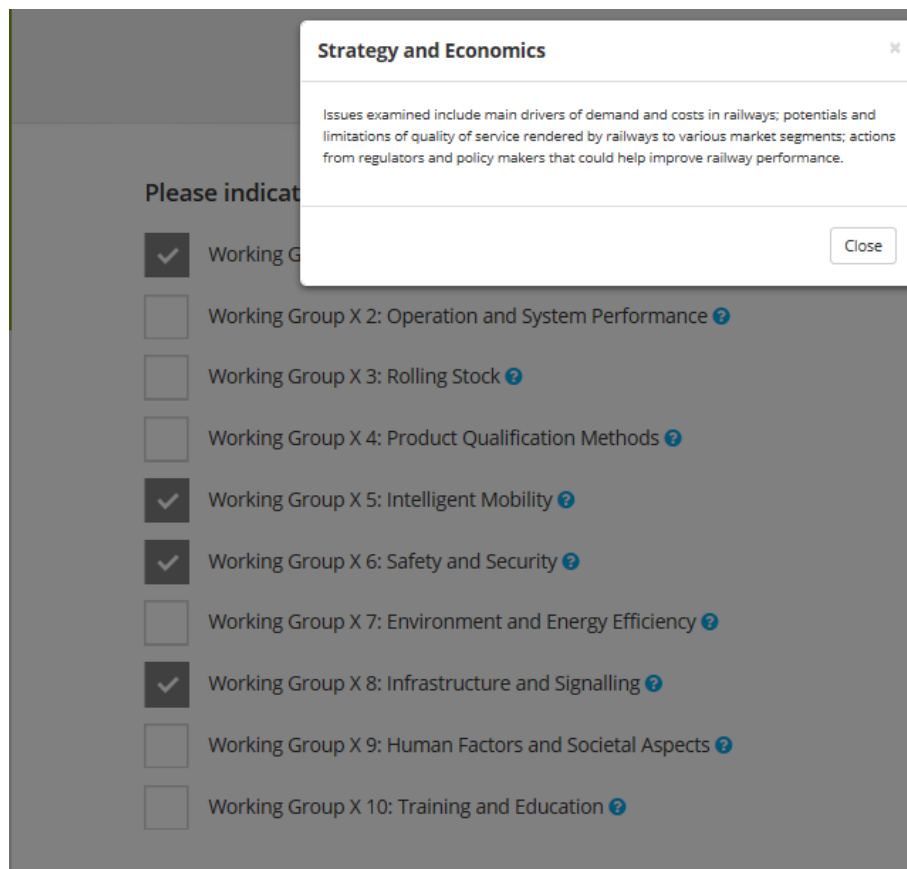 Strategy and Economics ×
Issues examined include main drivers of demand and costs in railways; potentials and
limitations of quality of service rendered by railways to various market segments; actions
from regulators and policy makers that could help improve railway performance.
Close
Please indicat
Working G
Working Group X 2: Operation and System Performance ?
Working Group X 3: Rolling Stock ?
Working Group X 4: Product Qualification Methods ?
Working Group X 5: Intelligent Mobility ?
Working Group X 6: Safety and Security ?
Working Group X 7: Environment and Energy Efficiency ?
Working Group X 8: Infrastructure and Signalling ?
Working Group X 9: Human Factors and Societal Aspects ?
Working Group X 10: Training and Education ?